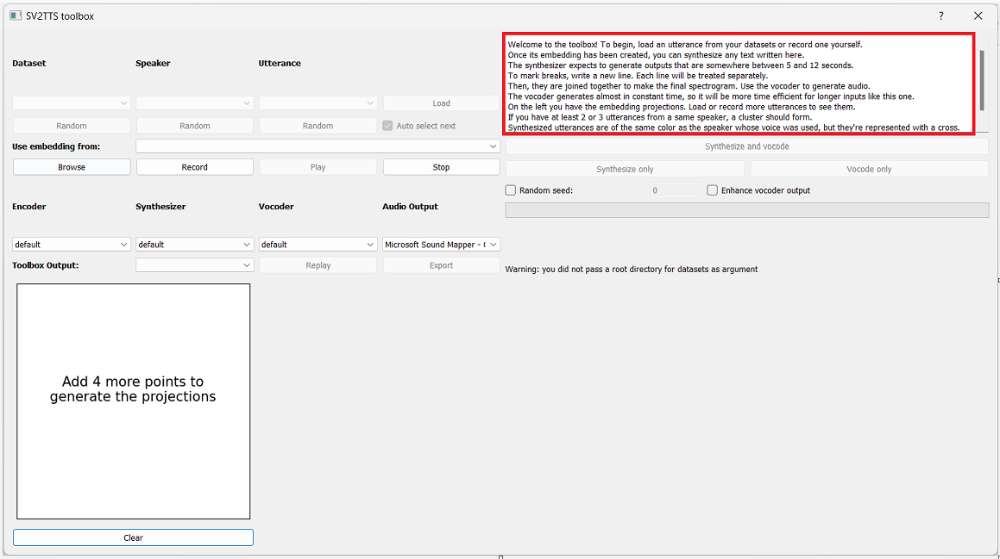 SV2TTS toolbox
?
Dataset
Speaker
Utterance
Load
Random
Random
Random
Auto select next
Use embedding from:
Browse
Record
Play
Stop
Encoder
Synthesizer
Vocoder
Audio Output
default
default
default
Microsoft Sound Mapper -
Toolbox Output:
Replay
Export
Add 4 more points to
generate the projections
Clear
Welcome to the toolbox! To begin, load an utterance from your datasets or record one yourself.
Once its embedding has been created, you can synthesize any text written here.
The synthesizer expects to generate outputs that are somewhere between 5 and 12 seconds.
To mark breaks, write a new line. Each line will be treated separately.
Then, they are joined together to make the final spectrogram. Use the vocoder to generate audio.
The vocoder generates almost in constant time, so it will be more time efficient for longer inputs like this one.
On the left you have the embedding projections. Load or record more utterances to see them.
If you have at least 2 or 3 utterances from a same speaker, a cluster should form.
Synthesized utterances are of the same color as the speaker whose voice was used, but they're represented with a cross.
Synthesize and vocode
Synthesize only
Vocode only
Random seed:
0
Enhance vocoder output
Warning: you did not pass a root directory for datasets as argument